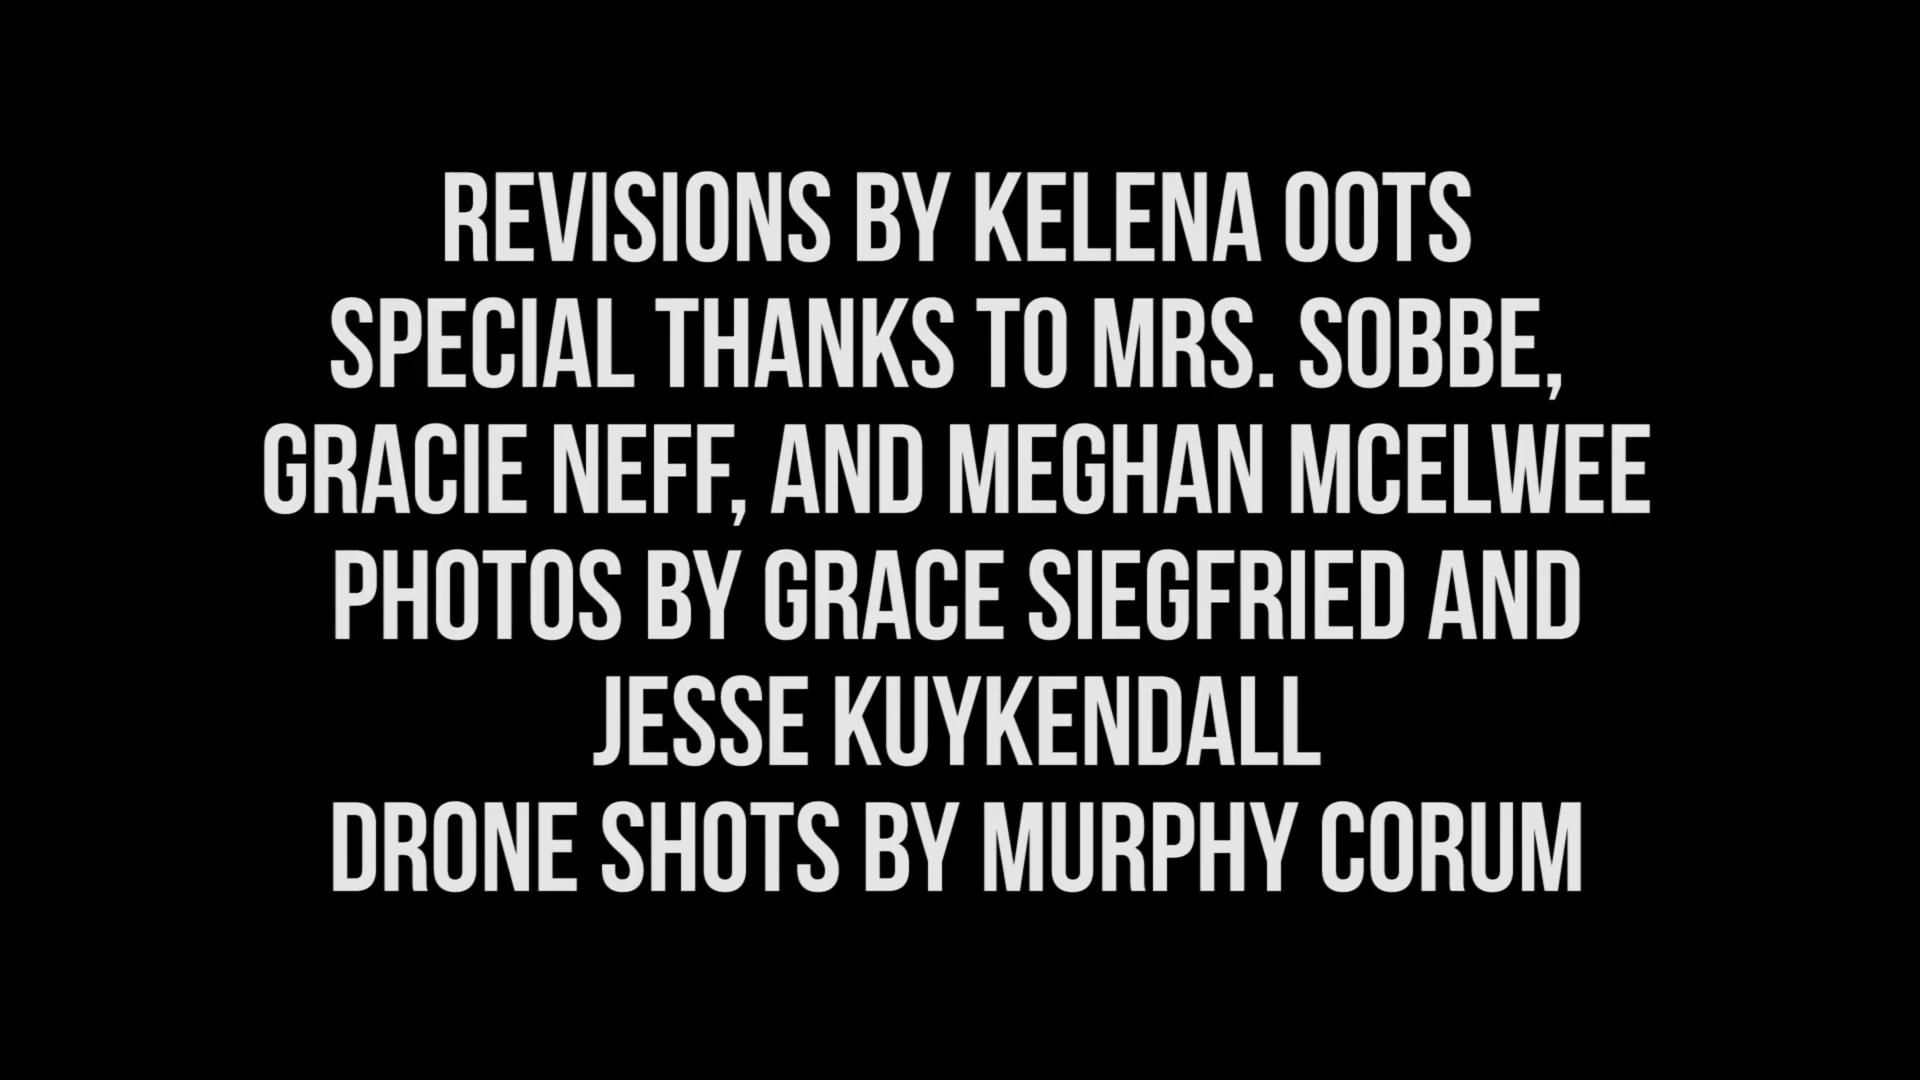 REVISIONS BY KELENA OOTS
SPECIAL THANKS TO MRS. SOBBE,
GRACIE NEFF, AND MEGHAN MCELWEE
PHOTOS BY GRACE SIEGFRIED AND
JESSE KUYKENDALL
DRONE SHOTS BY MURPHY CORUM